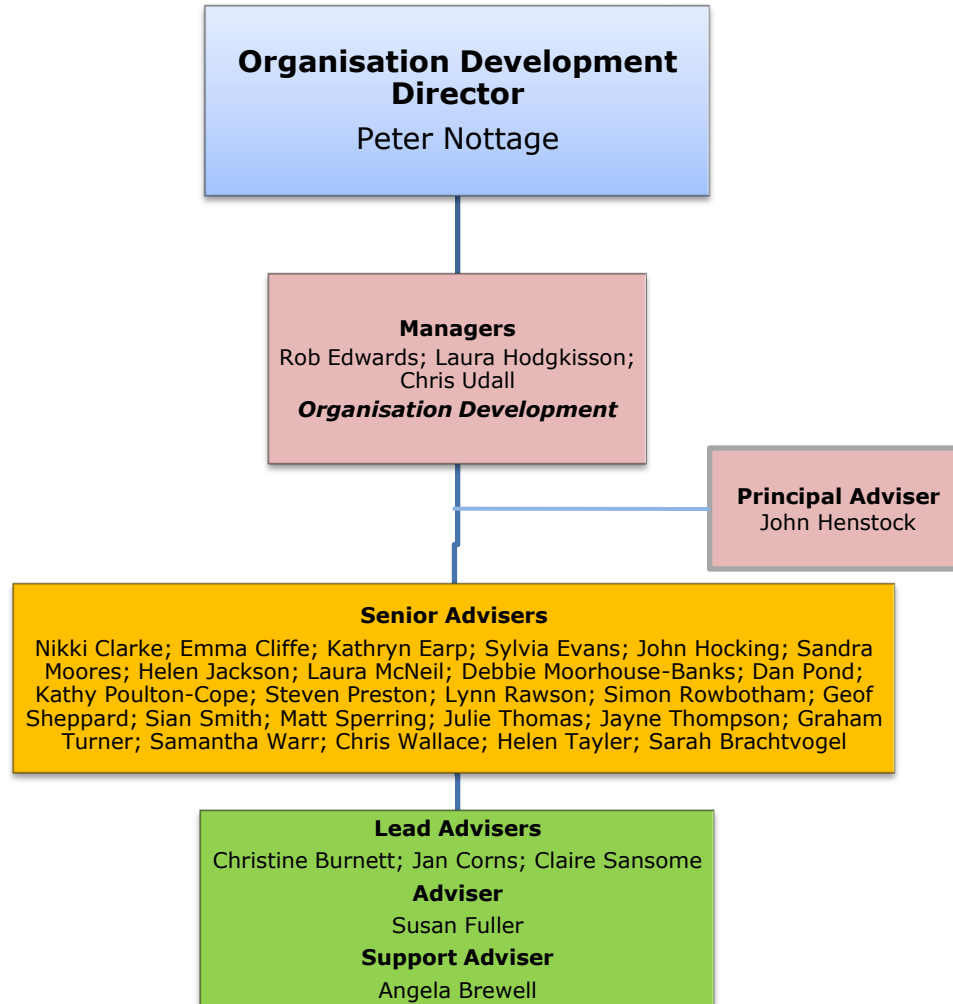 Organisation Development
Director
Peter Nottage
Managers
Rob Edwards; Laura Hodgkisson;
Chris Udall
Organisation Development
Principal Adviser
John Henstock
Senior Advisers
Nikki Clarke; Emma Cliffe; Kathryn Earp; Sylvia Evans; John Hocking; Sandra
Moores; Helen Jackson; Laura McNeil; Debbie Moorhouse-Banks; Dan Pond;
Kathy Poulton-Cope; Steven Preston; Lynn Rawson; Simon Rowbotham; Geof
Sheppard; Sian Smith; Matt Sperring; Julie Thomas; Jayne Thompson; Graham
Turner; Samantha Warr; Chris Wallace; Helen Tayler; Sarah Brachtvogel
Lead Advisers
Christine Burnett; Jan Corns; Claire Sansome
Adviser
Susan Fuller
Support Adviser
Angela Brewell